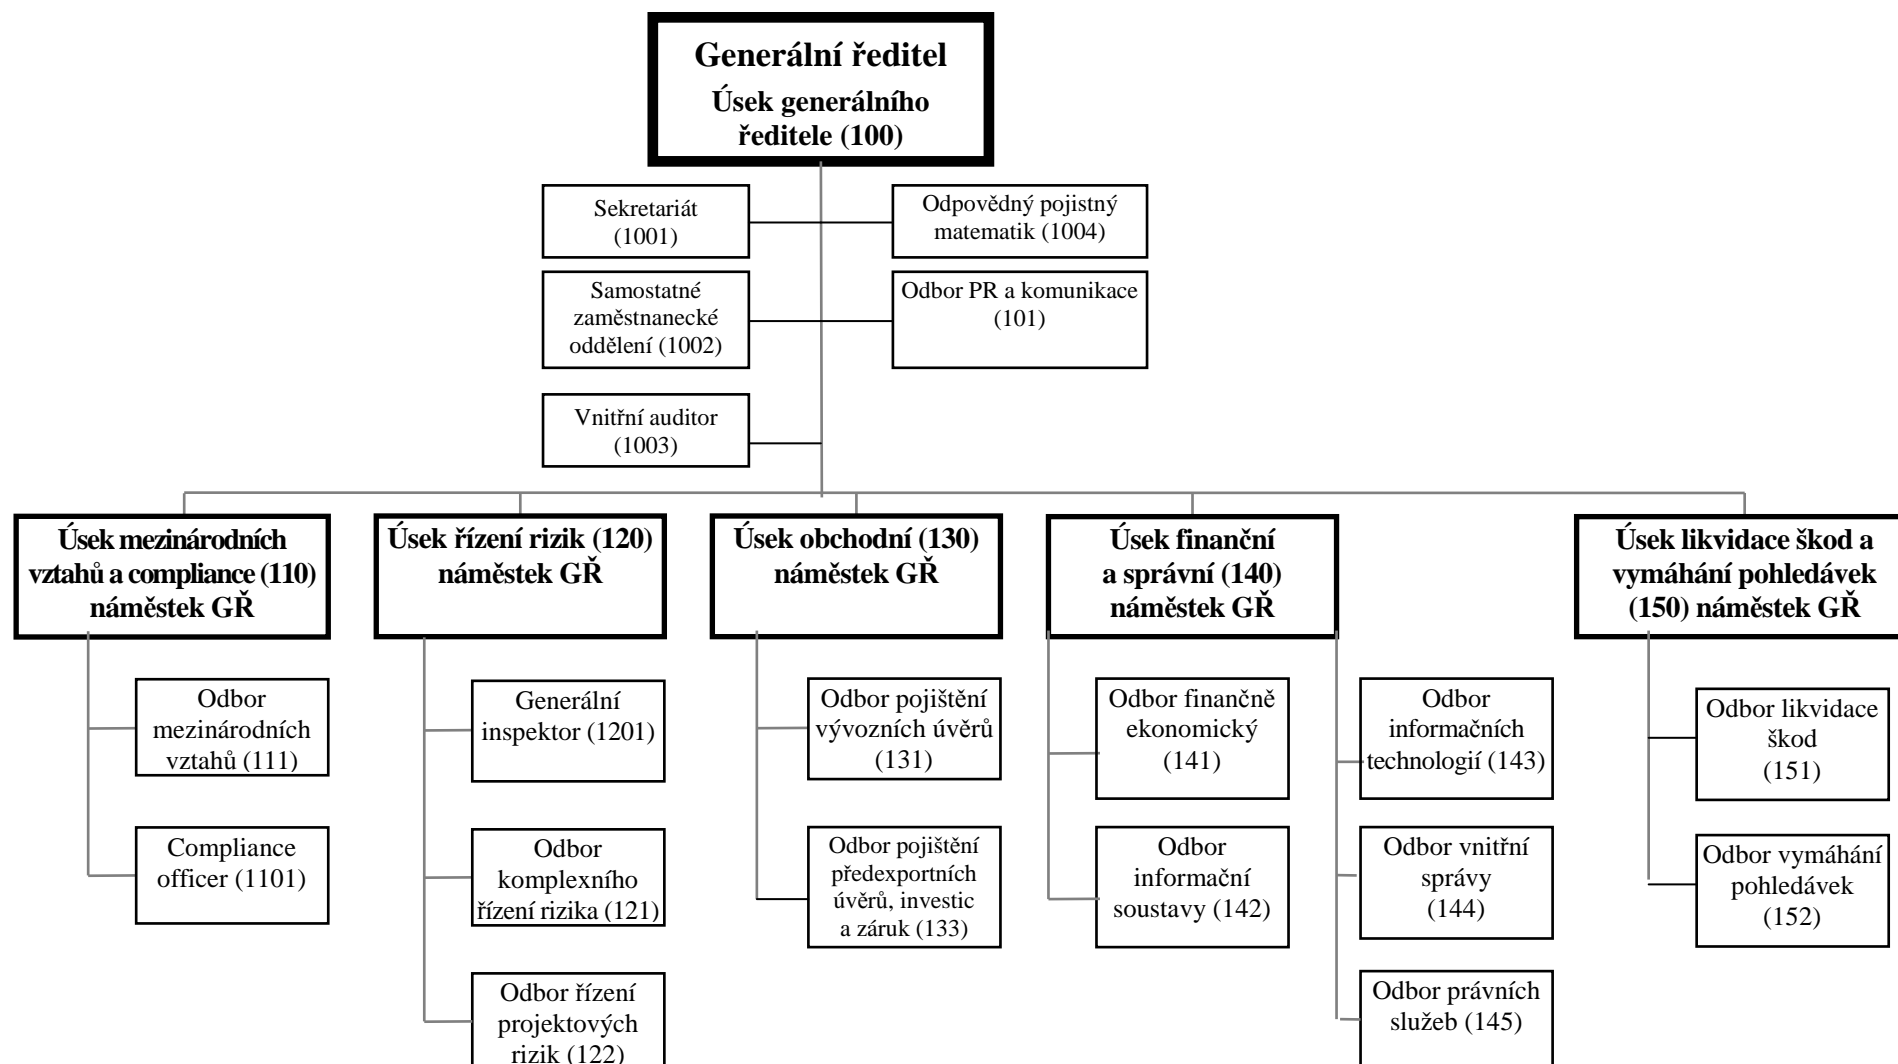 Generální ředitel
Úsek generálního
ředitele (100)
Sekretariát
(1001)
Odpovědný pojistný
matematik (1004)
Samostatné
zaměstnanecké
oddělení (1002)
Odbor PR a komunikace
(101)
Vnitřní auditor
(1003)
Úsek mezinárodních
vztahů a compliance (110)
náměstek GŘ
Úsek řízení rizik (120)
náměstek GŘ
Úsek obchodní (130)
náměstek GŘ
Úsek finanční
a správní (140)
náměstek GŘ
Úsek likvidace škod a
vymáhání pohledávek
(150) náměstek GŘ
Odbor
mezinárodních
vztahů (111)
Compliance
officer (1101)
Generální
inspektor (1201)
Odbor
komplexního
řízení rizika (121)
Odbor řízení
projektových
rizik (122)
Odbor pojištění
vývozních úvěrů
(131)
Odbor pojištění
předexportních
úvěrů, investic
a záruk (133)
Odbor finančně
ekonomický
(141)
Odbor
informační
soustavy (142)
Odbor
informačních
technologií (143)
Odbor vnitřní
správy
(144)
Odbor právních
služeb (145)
Odbor likvidace
škod
(151)
Odbor vymáhání
pohledávek
(152)